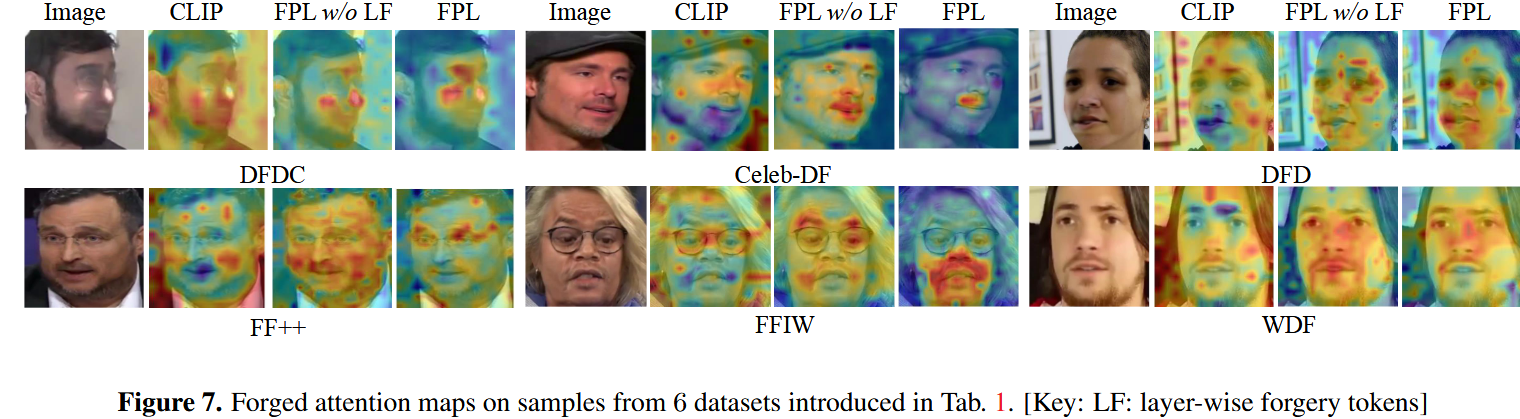 Image CLIP FPL w/o LF FPL Image CLIP FPL w/o LF FPL Image CLIP FPL w/o LF FPL
DFDC Celeb-DF DFD
FF++ FFIW WDF
Figure 7. Forged attention maps on samples from 6 datasets introduced in Tab. 1. [Key: LF: layer-wise forgery tokens]